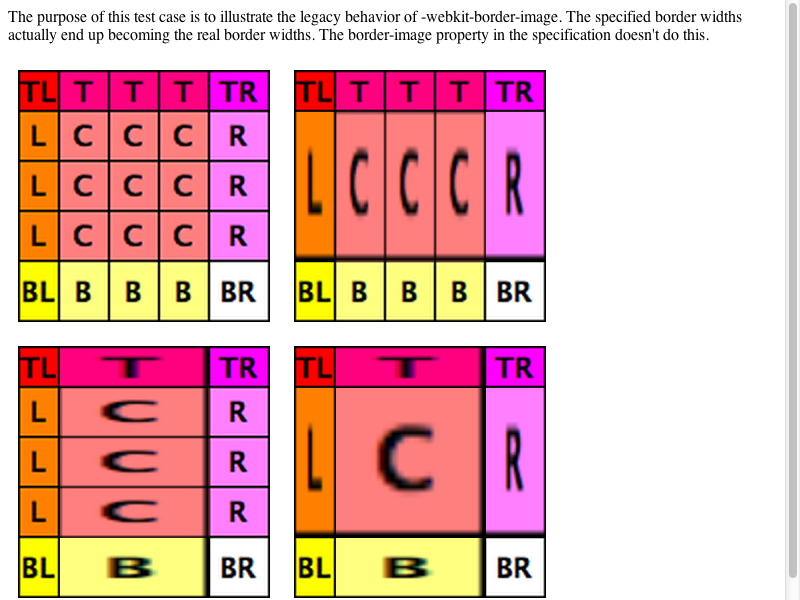 The purpose of this test case is to illustrate the legacy behavior of -webkit-border-image. The specified border widths
actually end up becoming the real border widths. The border-image property in the specification doesn't do this.
TL T T T TR
L C C C R
L C C C R
L C C C R
BL B B B BR
TL T T T TR
L C C C R
BL B B B BR
TL T TR
L C R
L C R
L C R
BL B BR
TL T TR
L C R
BL B BR